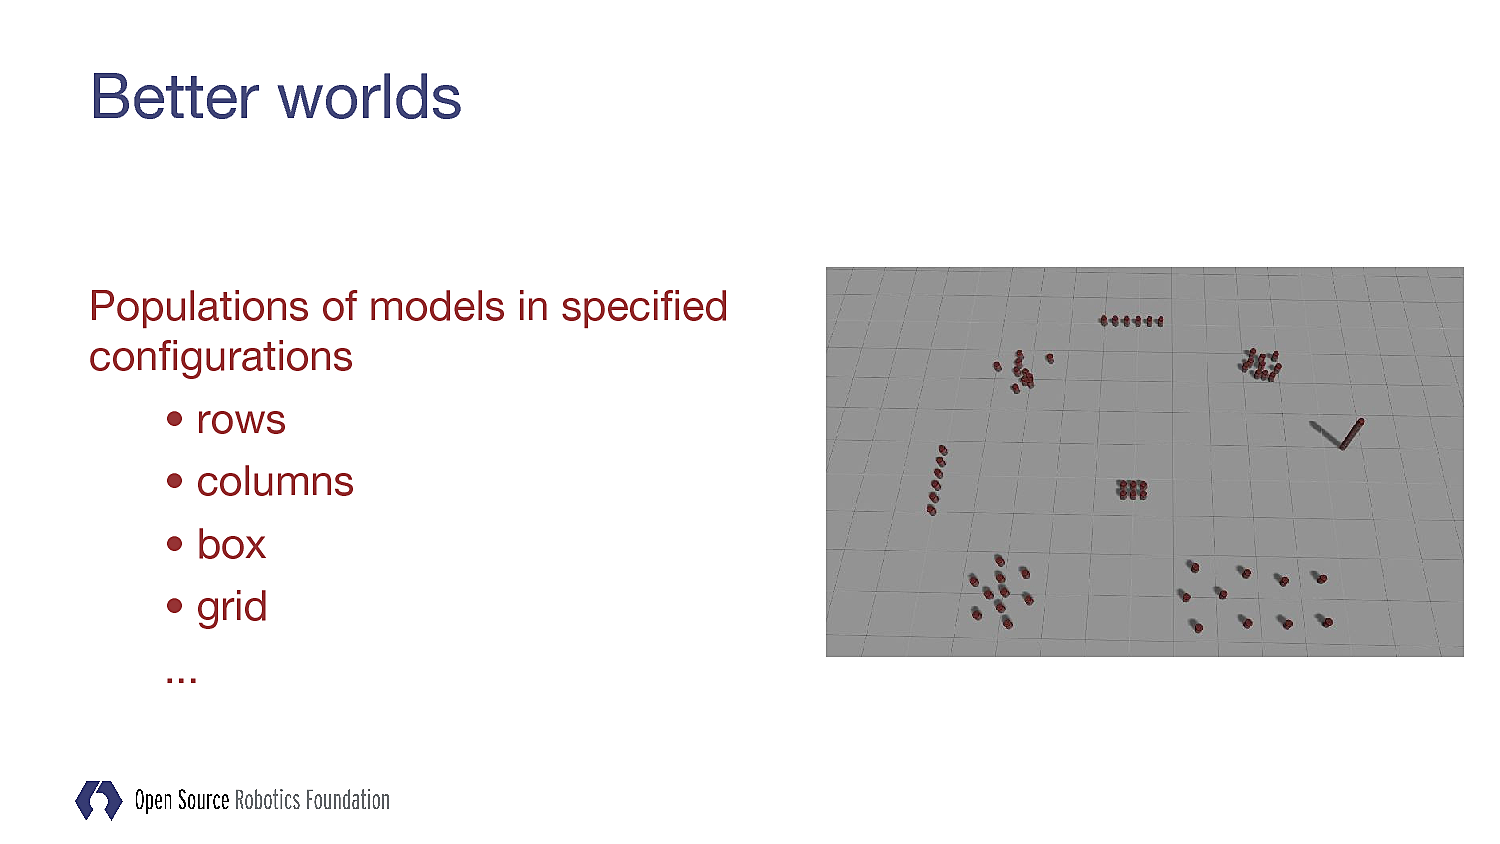 Better worlds
Populations of models in specified
configurations
• rows
• columns
• box
• grid
...
Open Source Robotics Foundation